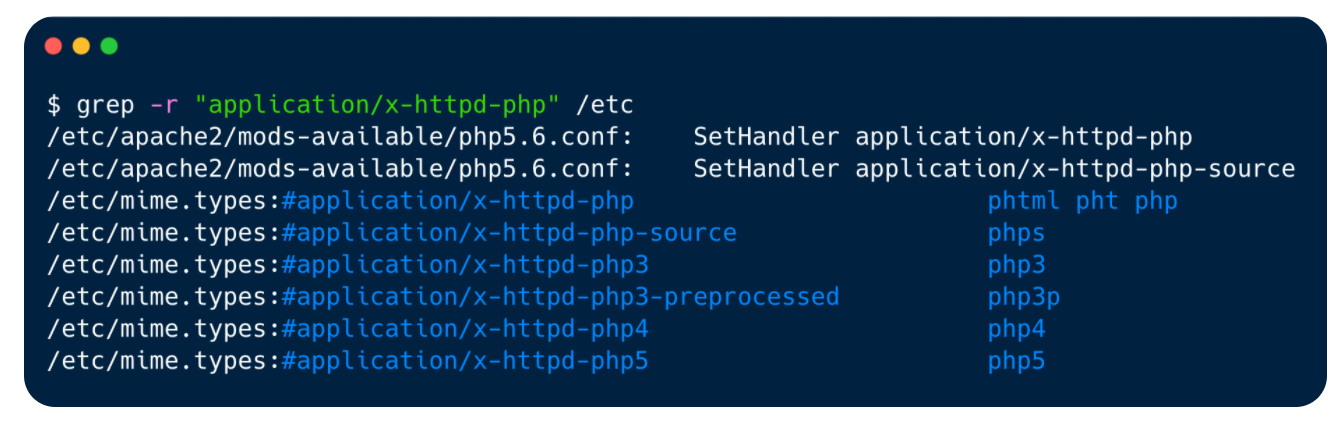 $ grep -r "application/x-httpd-php" /etc
/etc/apache2/mods-available/php5.6.conf:    SetHandler application/x-httpd-php
/etc/apache2/mods-available/php5.6.conf:    SetHandler application/x-httpd-php-source
/etc/mime.types:#application/x-httpd-php                        phtml pht php
/etc/mime.types:#application/x-httpd-php-source                 phps
/etc/mime.types:#application/x-httpd-php3                       php3
/etc/mime.types:#application/x-httpd-php3-preprocessed          php3p
/etc/mime.types:#application/x-httpd-php4                       php4
/etc/mime.types:#application/x-httpd-php5                       php5